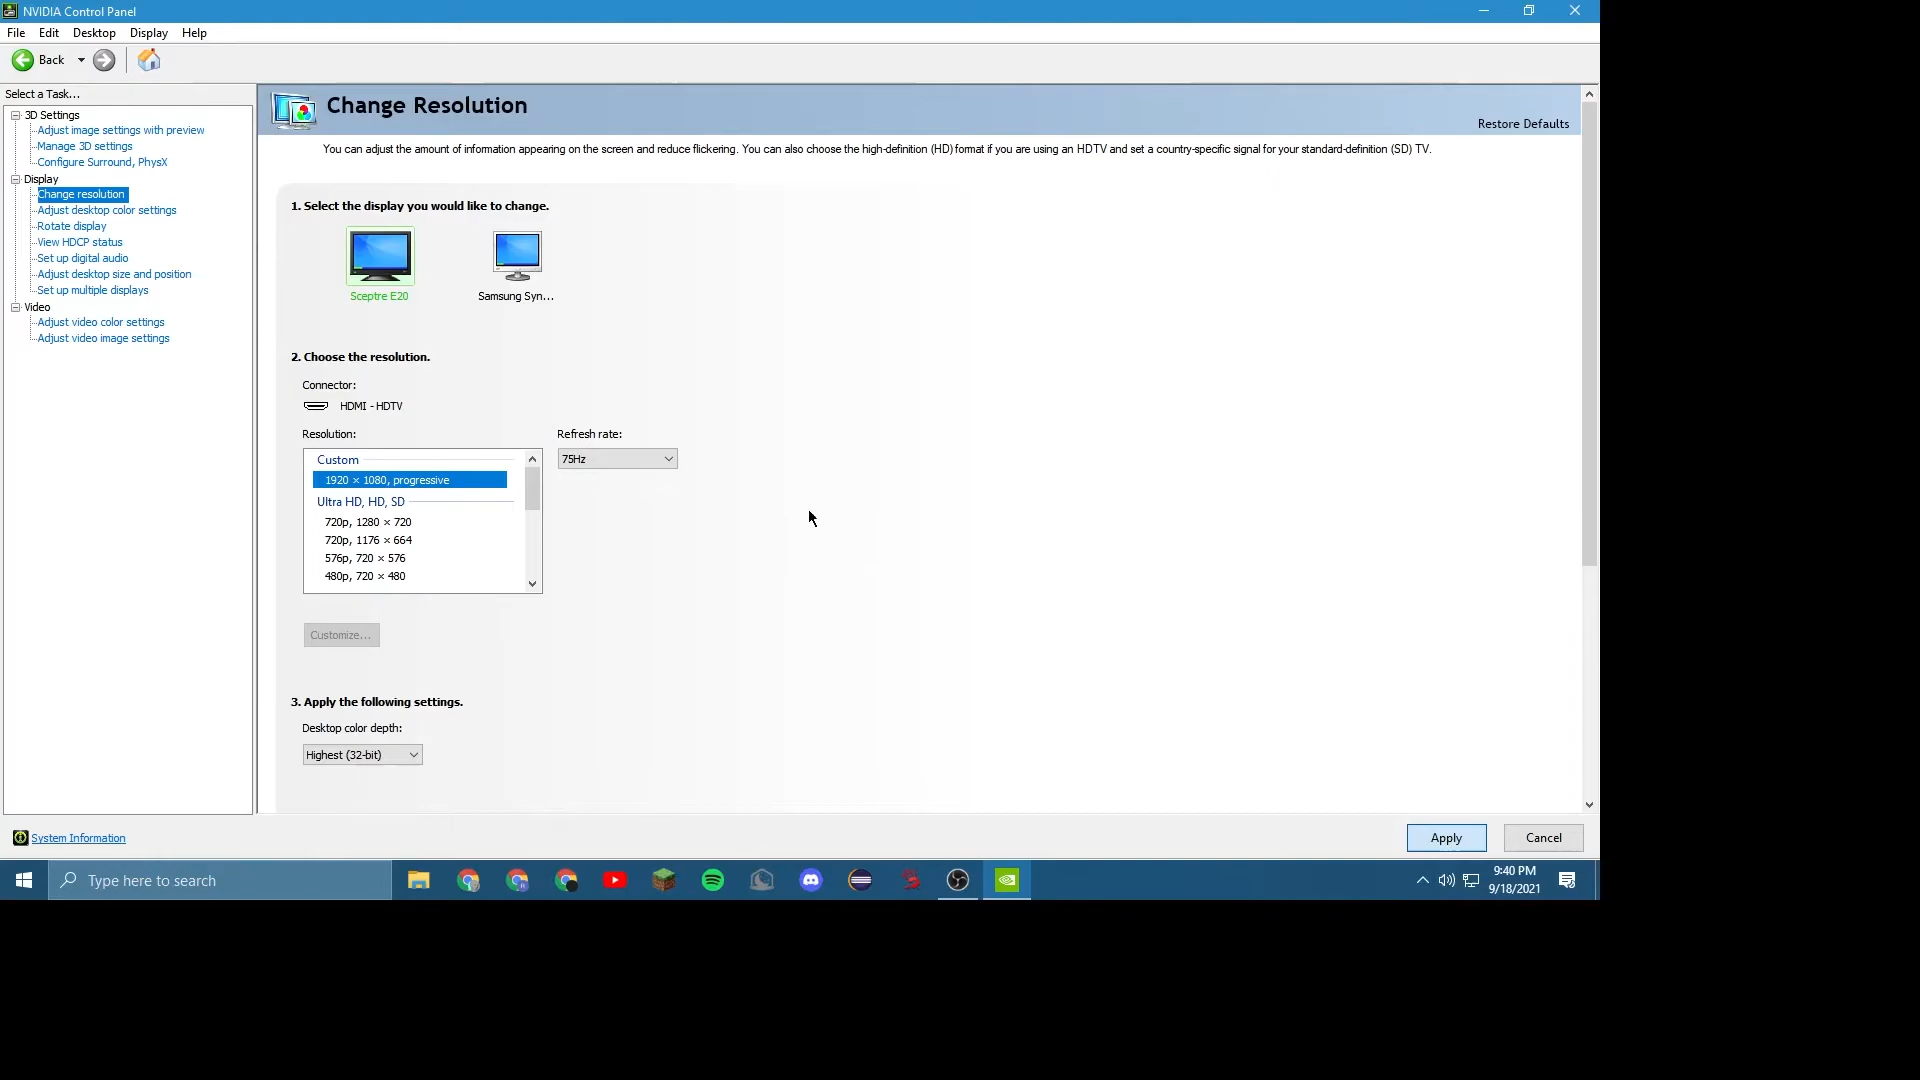 NVIDIA Control Panel
File Edit Desktop Display Help
Back
Select a Task...
3D Settings
Adjust image settings with preview
Manage 3D settings
Configure Surround, PhysX
Display
Change resolution
Adjust desktop color settings
Rotate display
View HDCP status
Set up digital audio
Adjust desktop size and position
Set up multiple displays
Video
Adjust video color settings
Adjust video image settings
System Information
Change Resolution
Restore Defaults
You can adjust the amount of information appearing on the screen and reduce flickering. You can also choose the high-definition (HD) format if you are using an HDTV and set a country-specific signal for your standard-definition (SD) TV.
1. Select the display you would like to change.
Sceptre E20
Samsung Syn...
2. Choose the resolution.
Connector:
HDMI - HDTV
Resolution:
Refresh rate:
Custom
75Hz
1920 × 1080, progressive
Ultra HD, HD, SD
720p, 1280 × 720
720p, 1176 × 664
576p, 720 × 576
480p, 720 × 480
Customize...
3. Apply the following settings.
Desktop color depth:
Highest (32-bit)
Apply
Cancel
Type here to search
9:40 PM
9/18/2021